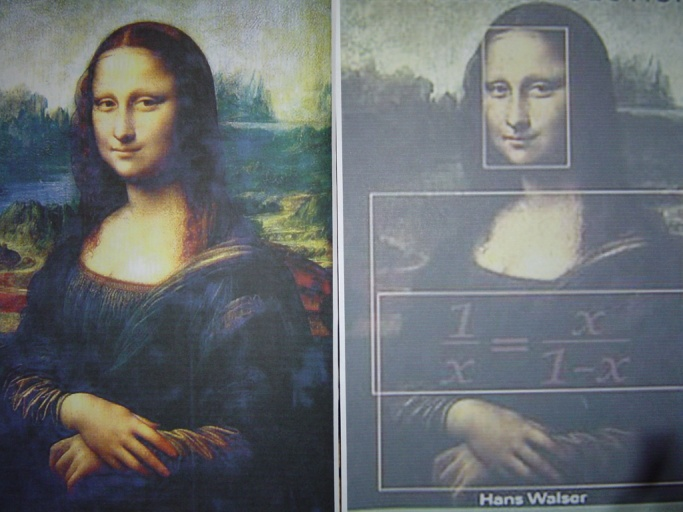 1/x = x/1-x
Hans Walser